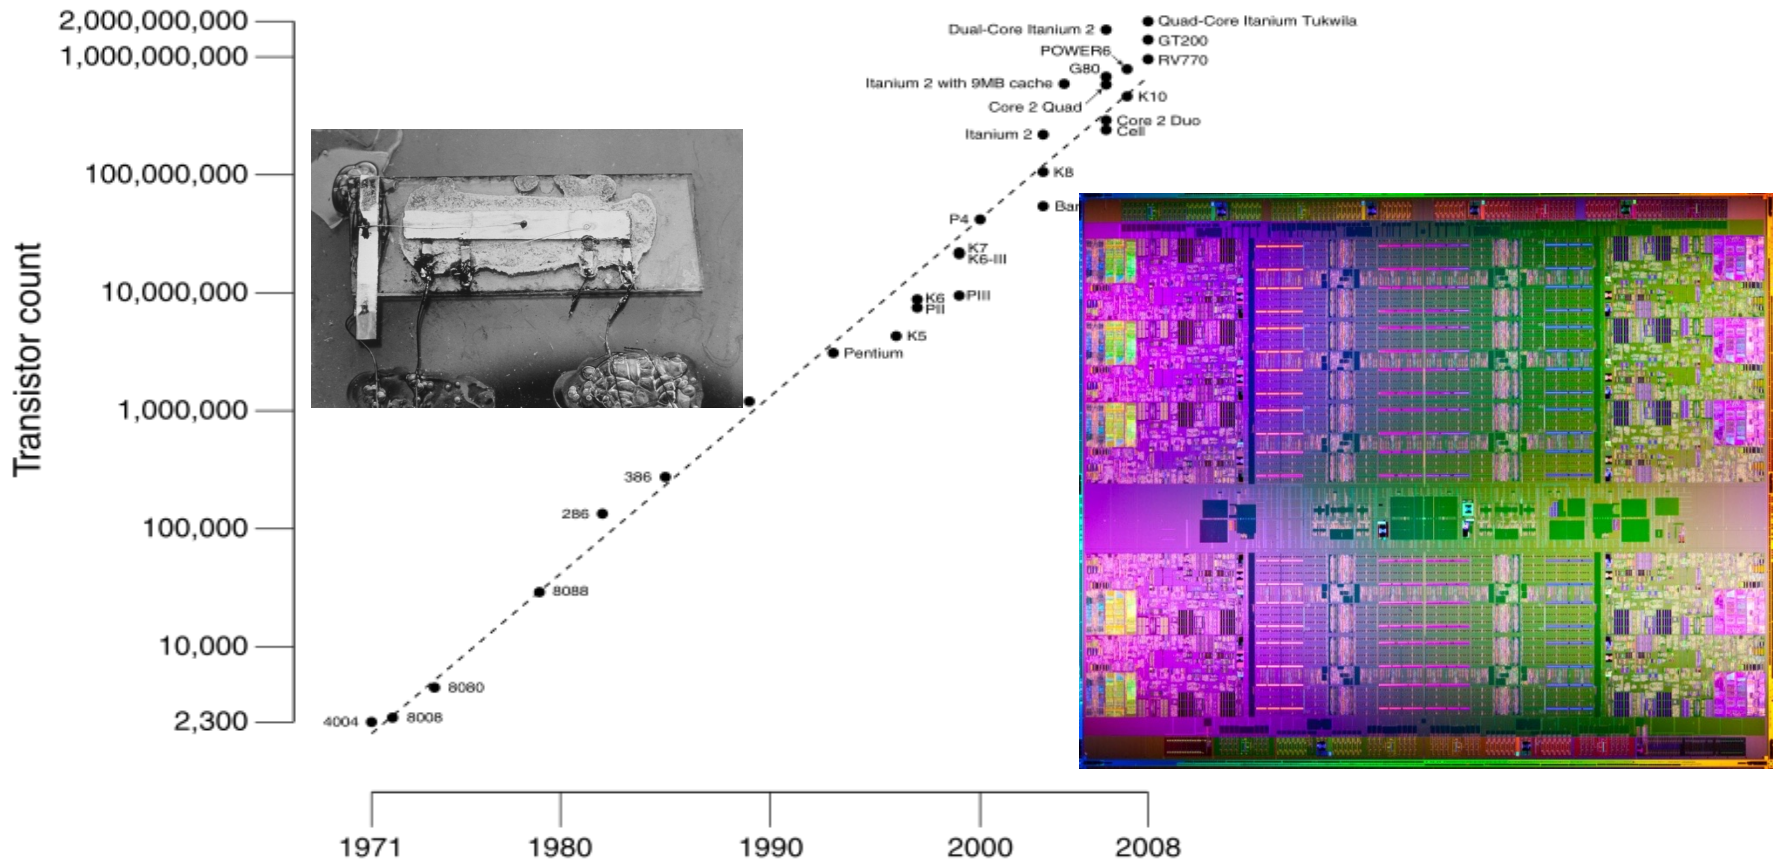 2,000,000,000
1,000,000,000
100,000,000
10,000,000
1,000,000
100,000
10,000
2,300
Transistor count
Quad-Core Itanium Tukwila
Dual-Core Itanium 2
GT200
POWER6
RV770
G80
Itanium 2 with 9MB cache
K10
Core 2 Quad
Core 2 Duo
Cell
Itanium 2
K8
Bar
P4
K7
K6-III
K6
PIII
PII
K5
Pentium
386
286
8088
8080
8008
4004
1971
1980
1990
2000
2008